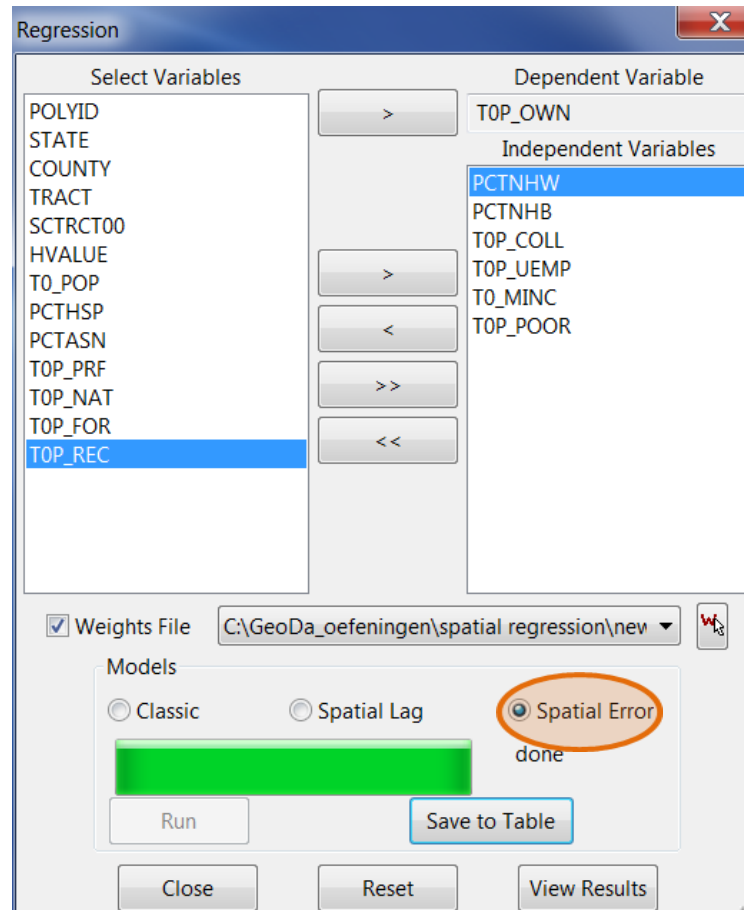 Regression
X
Select Variables
POLYID
STATE
COUNTY
TRACT
SCTRCT00
HVALUE
T0_POP
PCTHSP
PCTASN
T0P_PRF
T0P_NAT
T0P_FOR
T0P_REC
>
>
<
>>
<<
Dependent Variable
T0P_OWN
Independent Variables
PCTNHW
PCTNHB
T0P_COLL
T0P_UEMP
T0_MINC
T0P_POOR
Weights File
C:\GeoDa_oefeningen\spatial regression\new
W
Models
Classic
Spatial Lag
Spatial Error
done
Run
Save to Table
Close
Reset
View Results